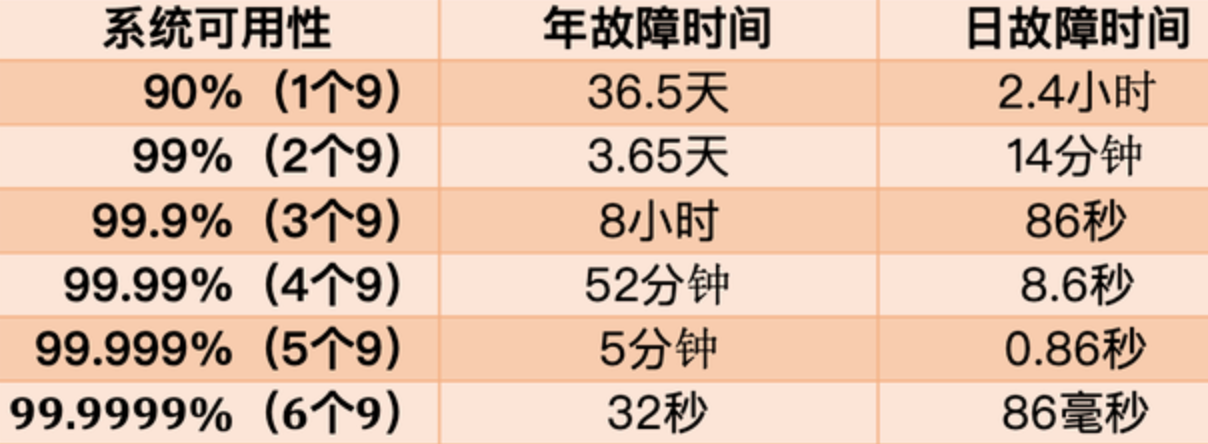 系统可用性 年故障时间 日故障时间
90%（1个9） 36.5天 2.4小时
99%（2个9） 3.65天 14分钟
99.9%（3个9） 8小时 86秒
99.99%（4个9） 52分钟 8.6秒
99.999%（5个9） 5分钟 0.86秒
99.9999%（6个9） 32秒 86毫秒